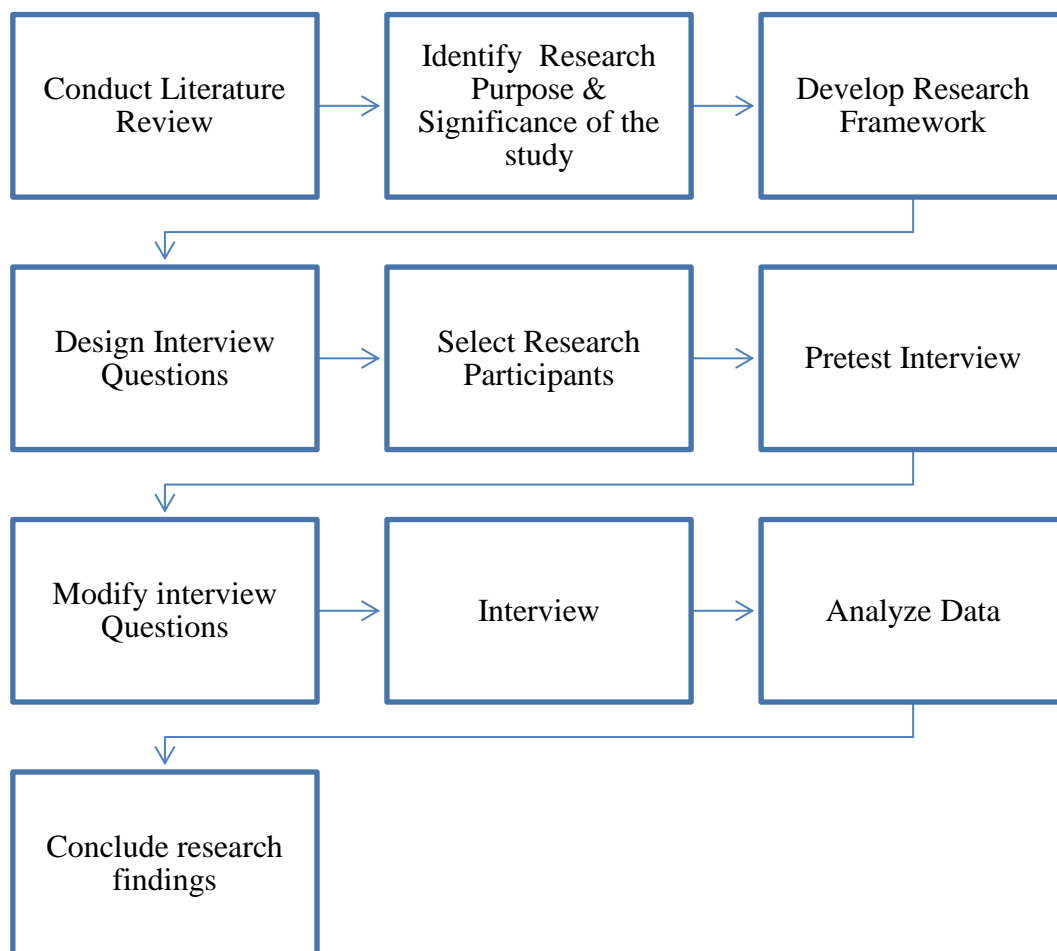 Conduct Literature
Review
Identify  Research
Purpose &
Significance of the
study
Develop Research
Framework
Design Interview
Questions
Select Research
Participants
Pretest Interview
Modify interview
Questions
Interview
Analyze Data
Conclude research
findings